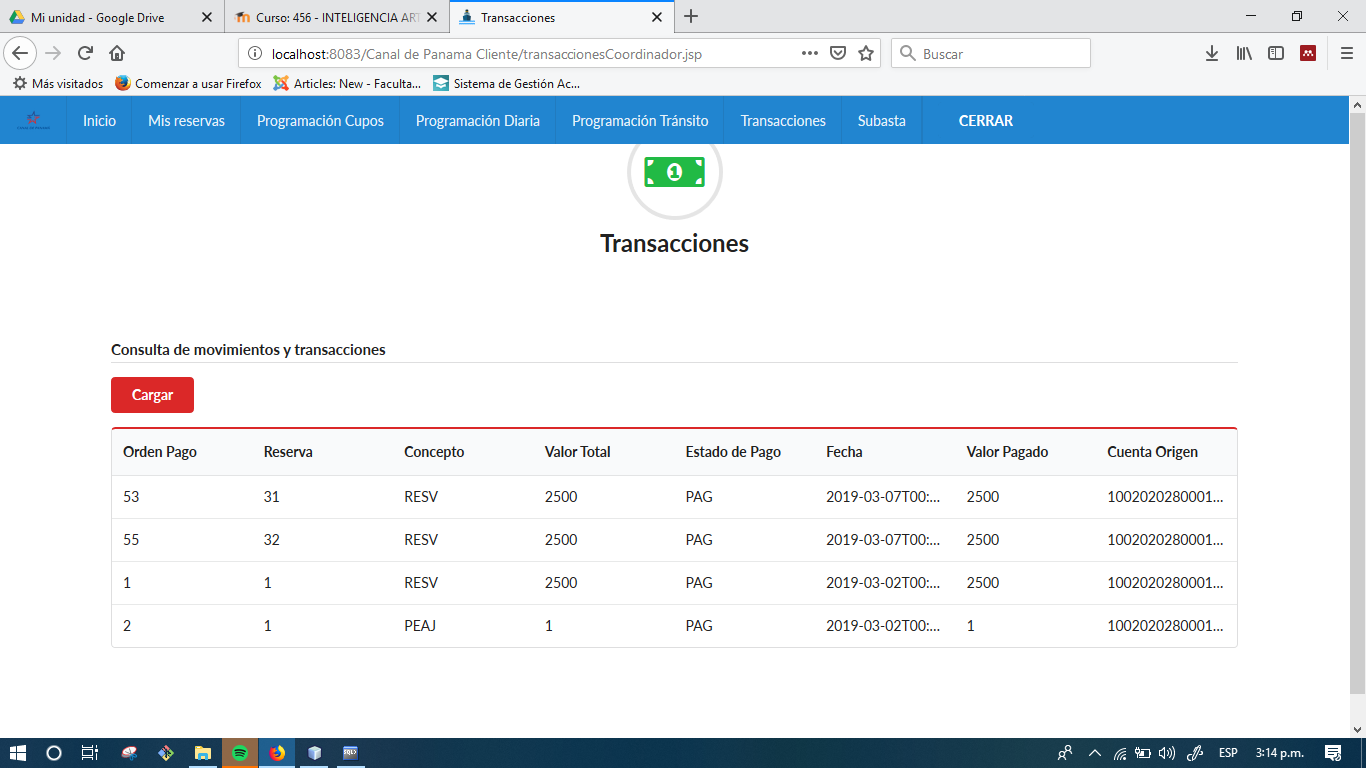 Mi unidad - Google Drive
Curso: 456 - INTELIGENCIA ART
Transacciones
localhost:8083/Canal de Panama Cliente/transaccionesCoordinador.jsp
Buscar
Más visitados
Comenzar a usar Firefox
Articles: New - Faculta...
Sistema de Gestión Ac...
Inicio
Mis reservas
Programación Cupos
Programación Diaria
Programación Tránsito
Transacciones
Subasta
CERRAR
1
Transacciones
Consulta de movimientos y transacciones
Cargar
Orden Pago Reserva Concepto Valor Total Estado de Pago Fecha Valor Pagado Cuenta Origen
53 31 RESV 2500 PAG 2019-03-07T00:... 2500 1002020280001...
55 32 RESV 2500 PAG 2019-03-07T00:... 2500 1002020280001...
1 1 RESV 2500 PAG 2019-03-02T00:... 2500 1002020280001...
2 1 PEAJ 1 PAG 2019-03-02T00:... 1 1002020280001...
ESP
3:14 p.m.